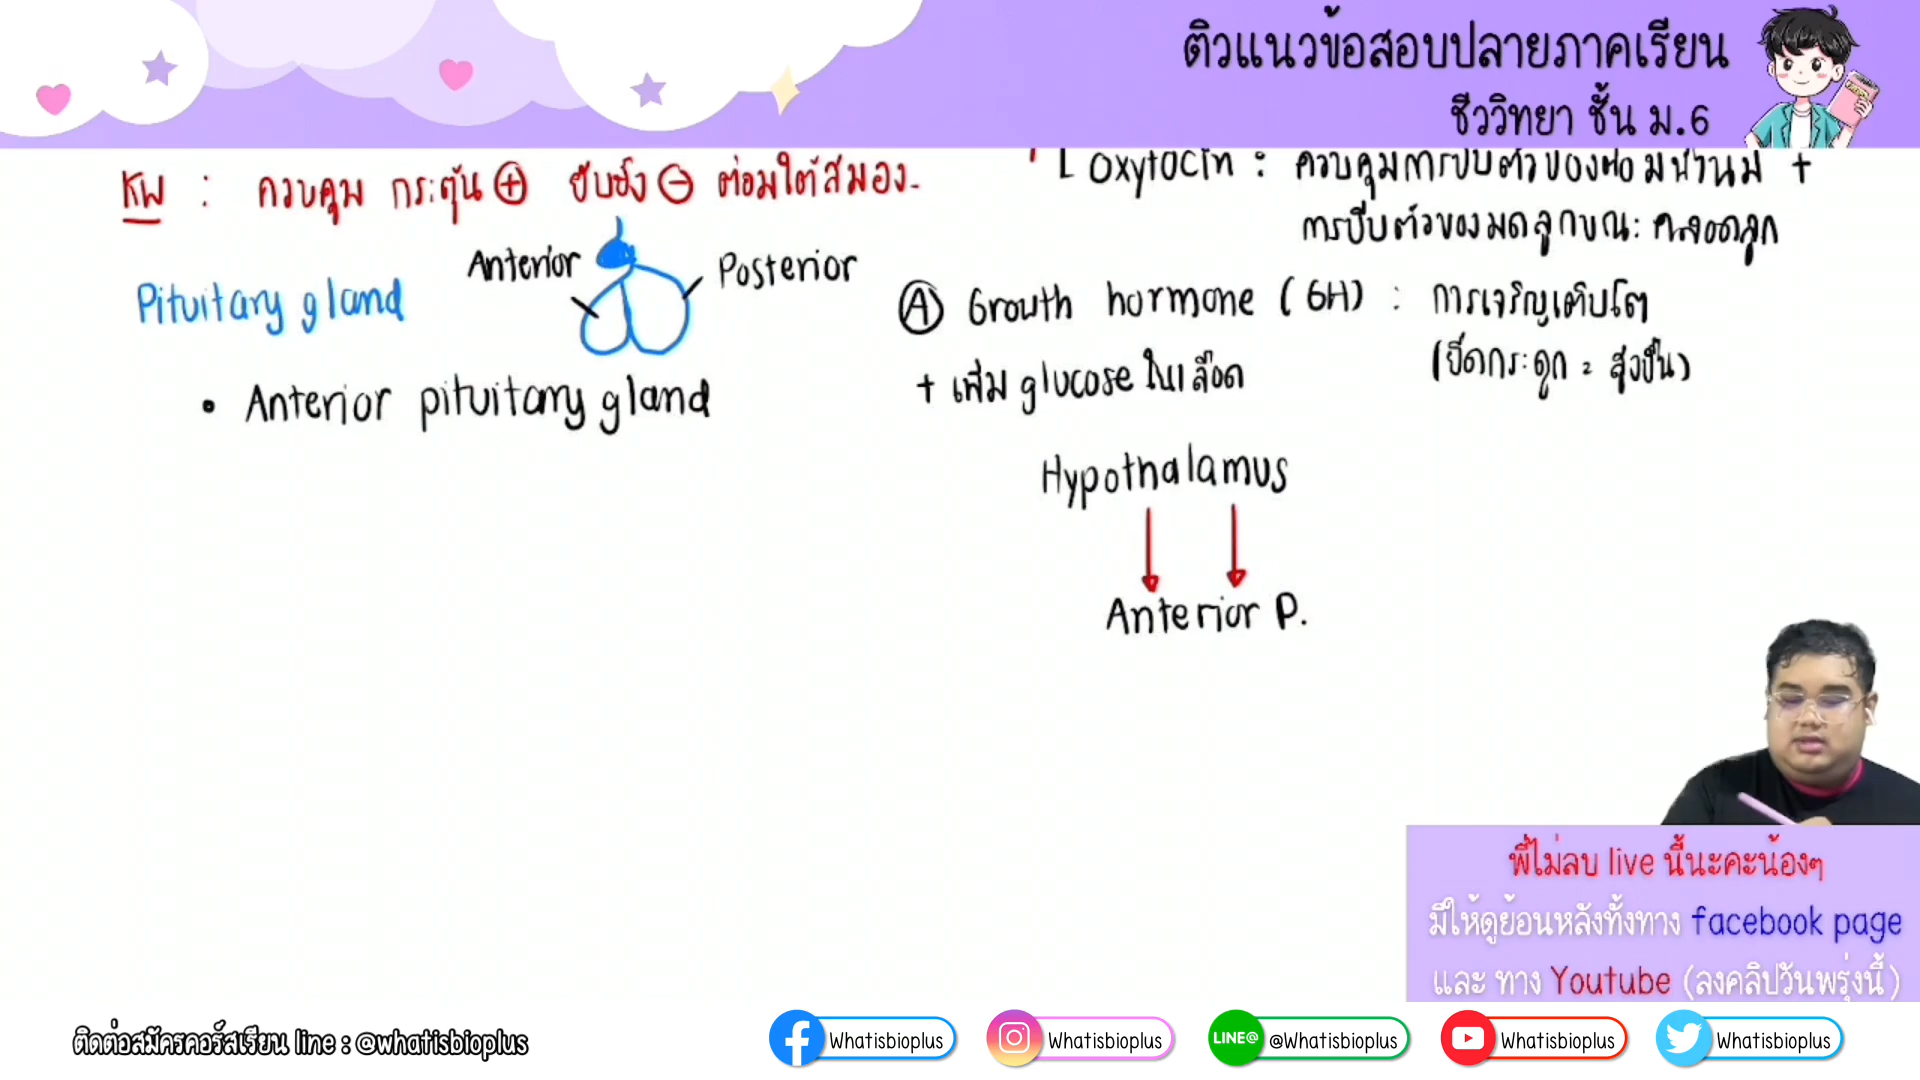 ติวแนวข้อสอบปลายภาคเรียน
ชีววิทยา ชั้น ม.6
KW : ควบคุม กระตุ้น ⊕ ยับยั้ง ⊖ ต่อมใต้สมอง
Anterior
Posterior
Pituitary gland
• Anterior pituitary gland
Oxytocin : ควบคุมการบีบตัวของต่อมน้ำนม +
การบีบตัวของมดลูกขณะคลอดลูก
Ⓐ Growth hormone (GH) : การเจริญเติบโต
(ยืดกระดูก = สูงขึ้น)
+ เพิ่ม glucose ในเลือด
Hypothalamus
Anterior P.
พี่ไม่ลบ live นี้นะคะน้องๆ
มีให้ดูย้อนหลังทั้งทาง facebook page
และ ทาง Youtube (ลงคลิปวันพรุ่งนี้)
ติดต่อสมัครคอร์สเรียน line : @whatisbioplus
Whatisbioplus
Whatisbioplus
LINE@ @Whatisbioplus
Whatisbioplus
Whatisbioplus